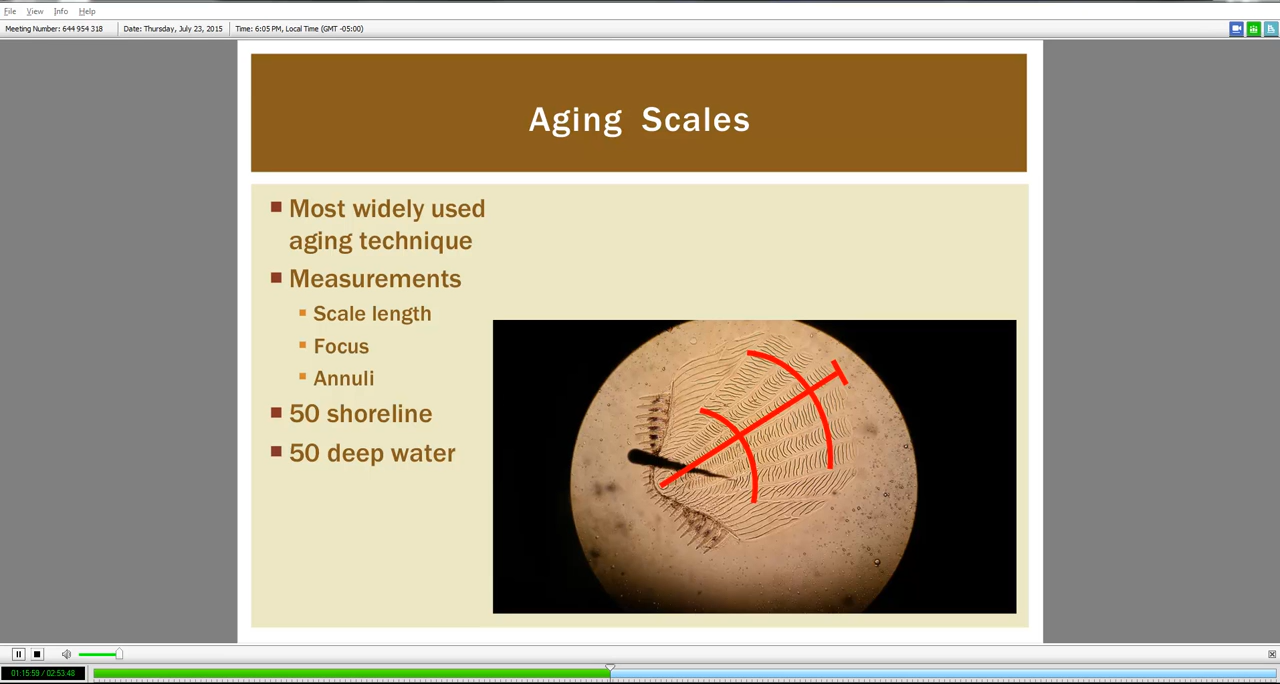 File View Info Help
Meeting Number: 644 954 318 Date: Thursday, July 23, 2015 Time: 6:05 PM, Local Time (GMT -05:00)
Aging Scales
Most widely used
aging technique
Measurements
Scale length
Focus
Annuli
50 shoreline
50 deep water
01:15:59 / 02:53:48